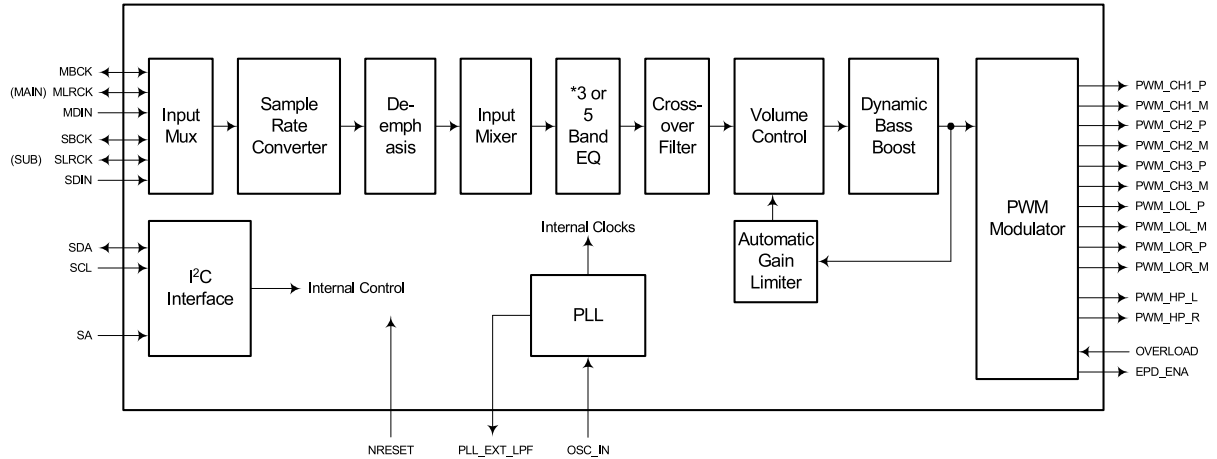 MBCK
(MAIN) MLRCK
MDIN
SBCK
(SUB) SLRCK
SDIN
Input
Mux
Sample
Rate
Converter
De-
emph
asis
Input
Mixer
*3 or
5
Band
EQ
Cross-
over
Filter
Volume
Control
Dynamic
Bass
Boost
PWM
Modulator
PWM_CH1_P
PWM_CH1_M
PWM_CH2_P
PWM_CH2_M
PWM_CH3_P
PWM_CH3_M
PWM_LOL_P
PWM_LOL_M
PWM_LOR_P
PWM_LOR_M
PWM_HP_L
PWM_HP_R
OVERLOAD
EPD_ENA
SDA
SCL
SA
I²C
Interface
Internal Control
Internal Clocks
PLL
Automatic
Gain
Limiter
NRESET
PLL_EXT_LPF
OSC_IN